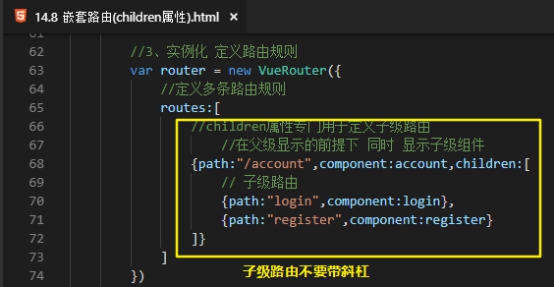 14.8 嵌套路由(children属性).html ×
62 //3、实例化 定义路由规则
63 var router = new VueRouter({
64 //定义多条路由规则
65 routes:[
66 //children属性专门用于定义子级路由
67 //在父级显示的前提下 同时 显示子级组件
68 {path:"/account",component:account,children:[
69 // 子级路由
70 {path:"login",component:login},
71 {path:"register",component:register}
72 ]}
73 ]
74 })
子级路由不要带斜杠